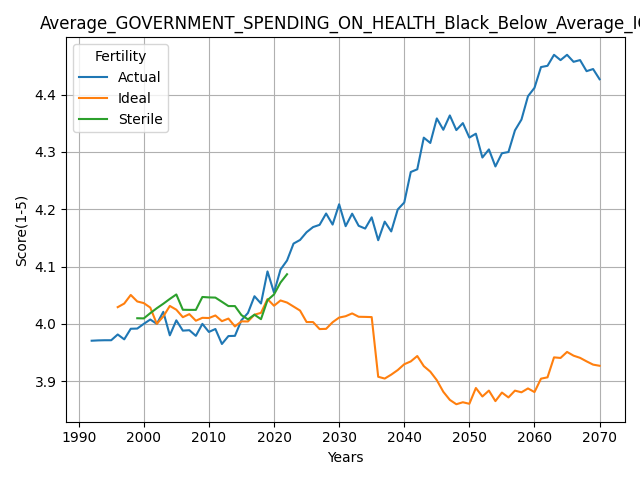 Average_GOVERNMENT_SPENDING_ON_HEALTH_Black_Below_Average_I
Fertility
Actual
Ideal
Sterile
4.4
4.3
4.2
4.1
4.0
3.9
Score(1-5)
1990 2000 2010 2020 2030 2040 2050 2060 2070
Years